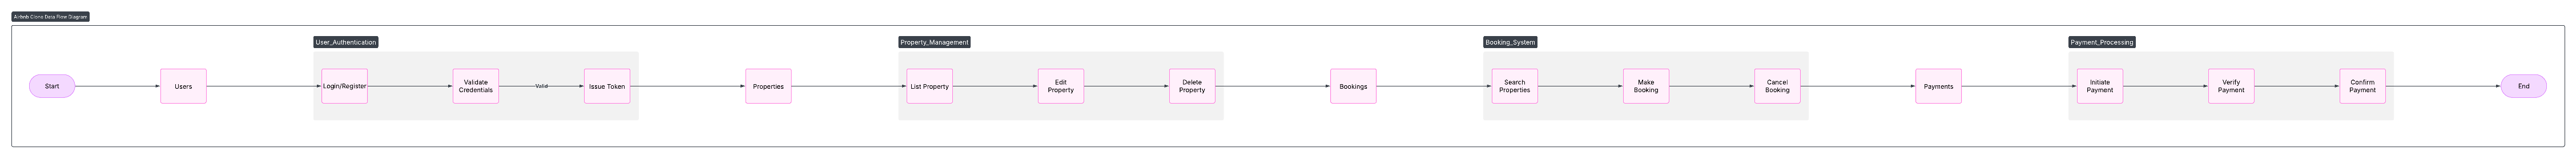 Airbnb Clone Data Flow Diagram
User_Authentication
Property_Management
Booking_System
Payment_Processing
Start
Users
Login/Register
Validate
Credentials
Valid
Issue Token
Properties
List Property
Edit
Property
Delete
Property
Bookings
Search
Properties
Make
Booking
Cancel
Booking
Payments
Initiate
Payment
Verify
Payment
Confirm
Payment
End